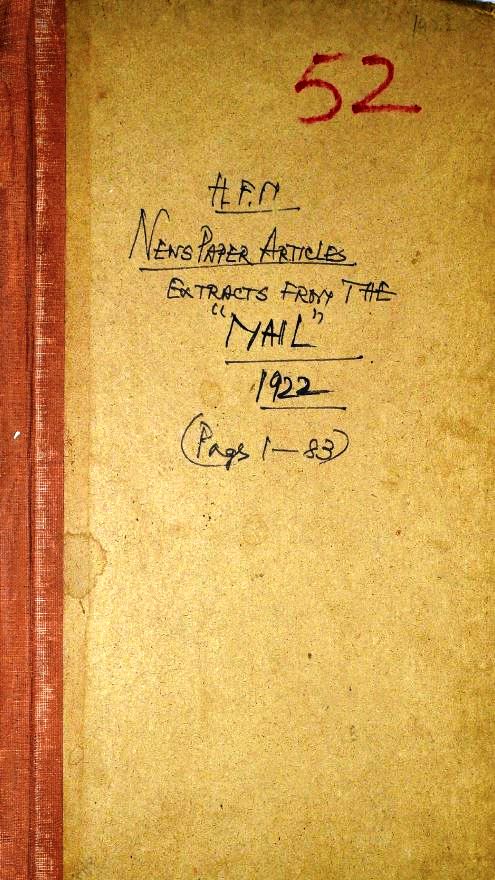 52
H.F.M
NEWSPAPER ARTICLES
EXTRACTS FROM THE
"MAIL"
1922
(Pages 1-83)